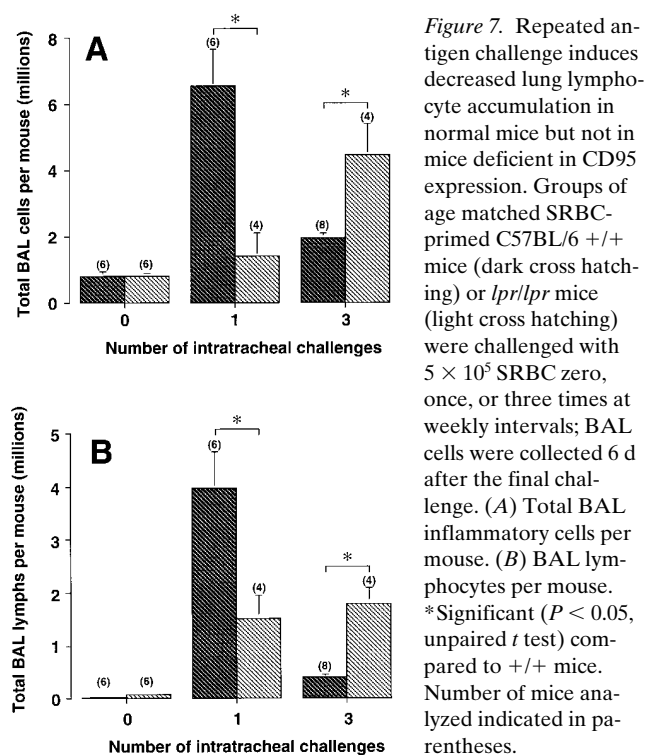 A
Total BAL cells per mouse (millions)
8
6
4
2
0
(6)
(6)
(6)
*
(4)
(8)
*
(4)
0 1 3
Number of intratracheal challenges
B
Total BAL lymphs per mouse (millions)
5
4
3
2
1
0
(6)
(6)
(6)
*
(4)
(8)
*
(4)
0 1 3
Number of intratracheal challenges
Figure 7. Repeated an-
tigen challenge induces
decreased lung lympho-
cyte accumulation in
normal mice but not in
mice deficient in CD95
expression. Groups of
age matched SRBC-
primed C57BL/6 +/+
mice (dark cross hatch-
ing) or lpr/lpr mice
(light cross hatching)
were challenged with
5 × 10⁵ SRBC zero,
once, or three times at
weekly intervals; BAL
cells were collected 6 d
after the final chal-
lenge. (A) Total BAL
inflammatory cells per
mouse. (B) BAL lym-
phocytes per mouse.
*Significant (P < 0.05,
unpaired t test) com-
pared to +/+ mice.
Number of mice ana-
lyzed indicated in pa-
rentheses.